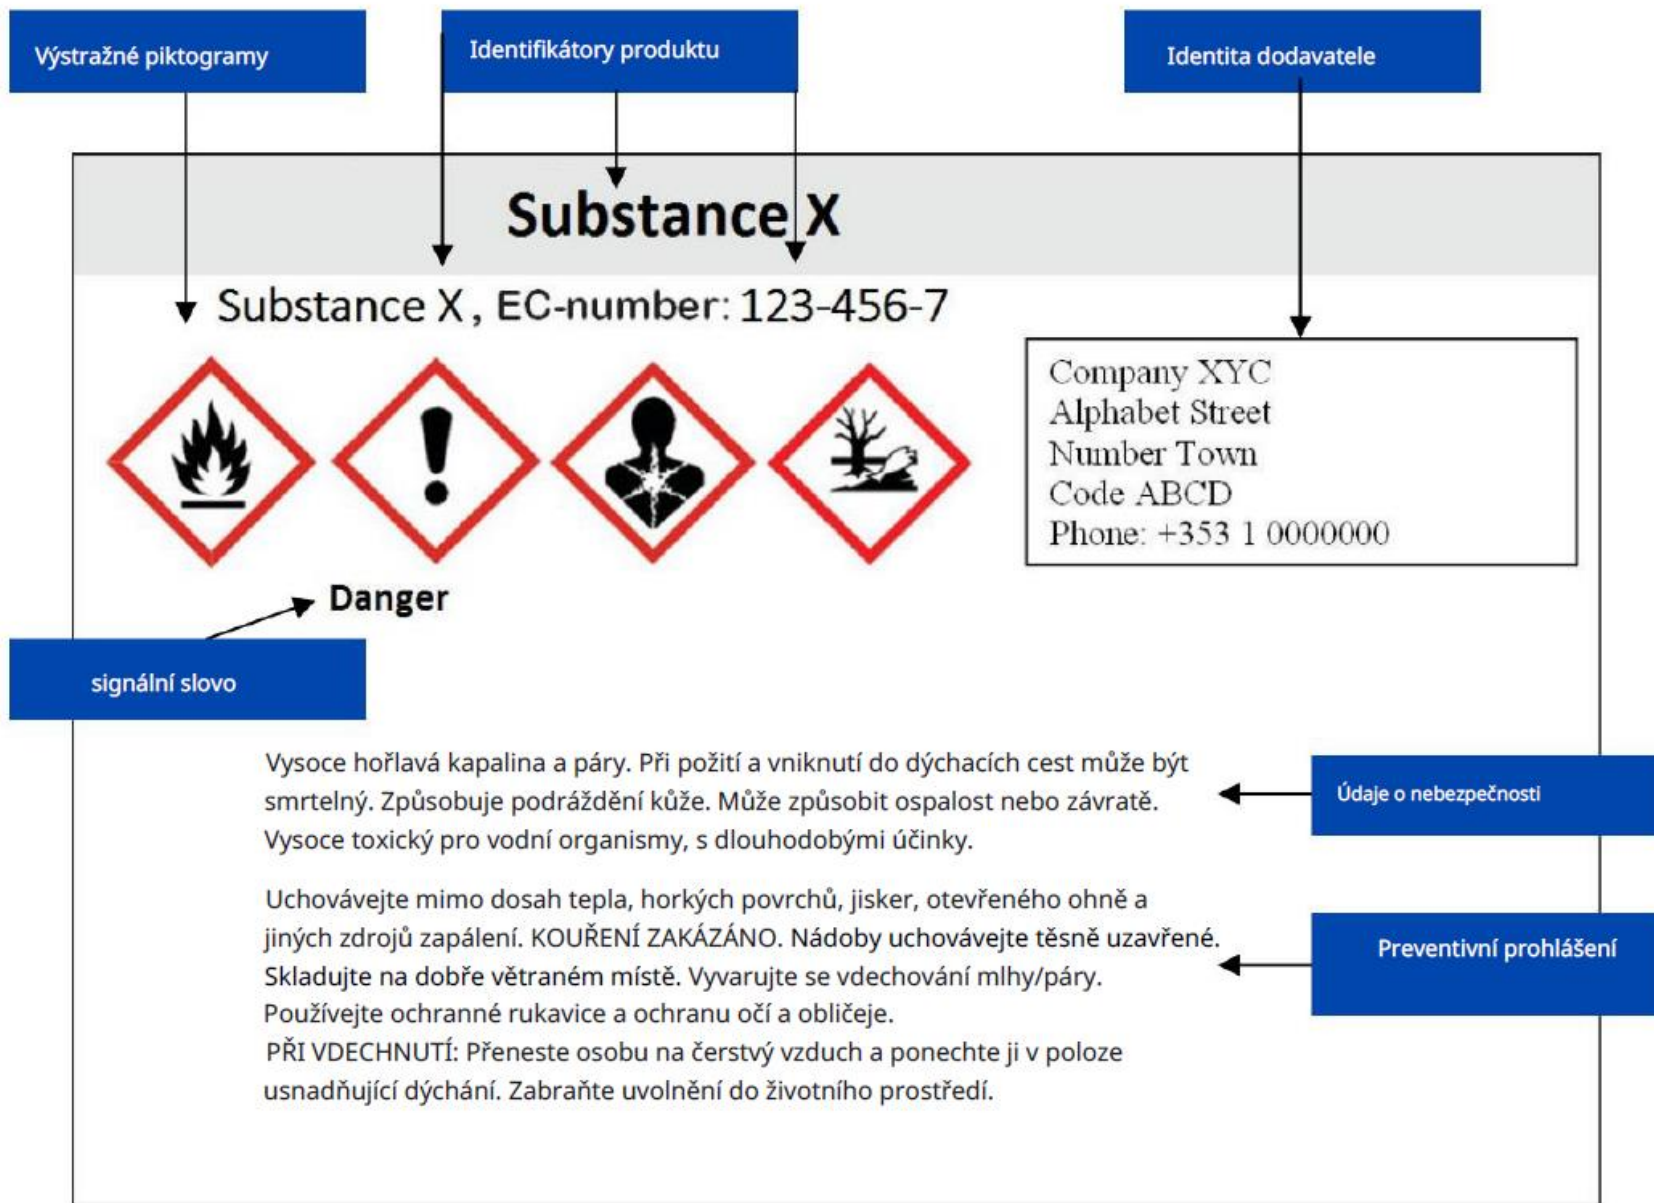 Výstražné piktogramy
Identifikátory produktu
Identita dodavatele
Substance X
Substance X, EC-number: 123-456-7
Company XYC
Alphabet Street
Number Town
Code ABCD
Phone: +353 1 0000000
Danger
signální slovo
Vysoce hořlavá kapalina a páry. Při požití a vniknutí do dýchacích cest může být
smrtelný. Způsobuje podráždění kůže. Může způsobit ospalost nebo závratě.
Vysoce toxický pro vodní organismy, s dlouhodobými účinky.
Údaje o nebezpečnosti
Uchovávejte mimo dosah tepla, horkých povrchů, jisker, otevřeného ohně a
jiných zdrojů zapálení. KOUŘENÍ ZAKÁZÁNO. Nádoby uchovávejte těsně uzavřené.
Skladujte na dobře větraném místě. Vyvarujte se vdechování mlhy/páry.
Používejte ochranné rukavice a ochranu očí a obličeje.
PŘI VDECHNUTÍ: Přeneste osobu na čerstvý vzduch a ponechte ji v poloze
usnadňující dýchání. Zabraňte uvolnění do životního prostředí.
Preventivní prohlášení